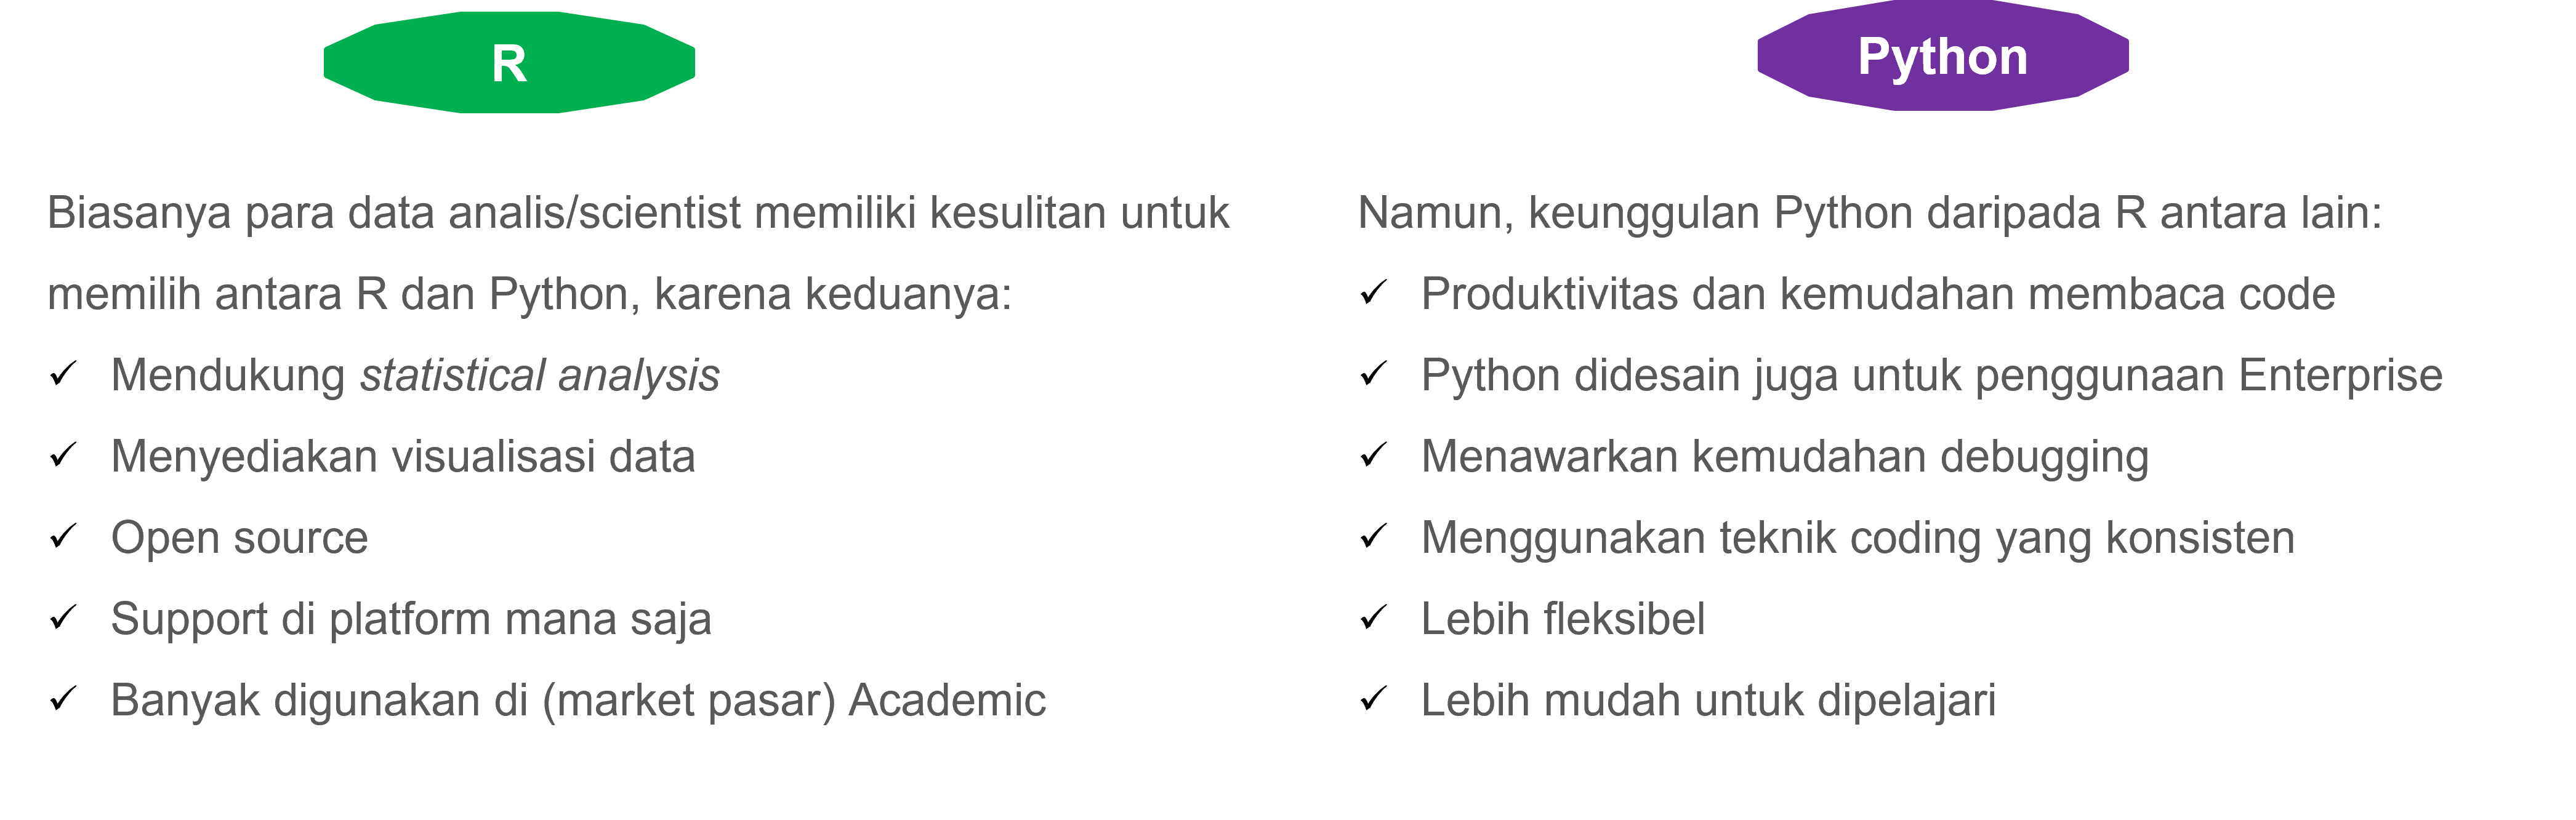 R
Biasanya para data analis/scientist memiliki kesulitan untuk
memilih antara R dan Python, karena keduanya:
✓ Mendukung statistical analysis
✓ Menyediakan visualisasi data
✓ Open source
✓ Support di platform mana saja
✓ Banyak digunakan di (market pasar) Academic
Python
Namun, keunggulan Python daripada R antara lain:
✓ Produktivitas dan kemudahan membaca code
✓ Python didesain juga untuk penggunaan Enterprise
✓ Menawarkan kemudahan debugging
✓ Menggunakan teknik coding yang konsisten
✓ Lebih fleksibel
✓ Lebih mudah untuk dipelajari